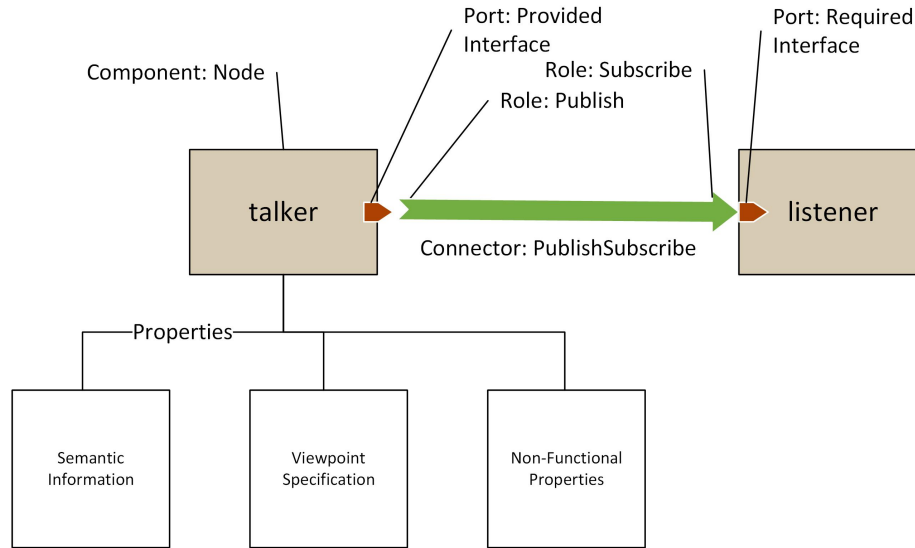 Port: Provided
Interface
Port: Required
Interface
Component: Node
Role: Subscribe
Role: Publish
talker
listener
Connector: PublishSubscribe
Properties
Semantic
Information
Viewpoint
Specification
Non-Functional
Properties